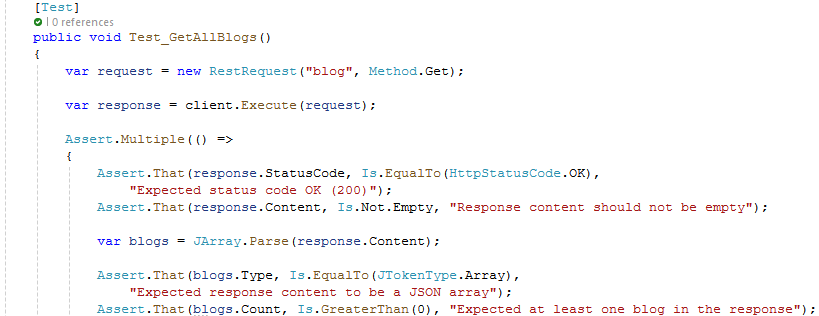 [Test]
| 0 references
public void Test_GetAllBlogs()
{
var request = new RestRequest("blog", Method.Get);
var response = client.Execute(request);
Assert.Multiple(() =>
{
Assert.That(response.StatusCode, Is.EqualTo(HttpStatusCode.OK),
"Expected status code OK (200)");
Assert.That(response.Content, Is.Not.Empty, "Response content should not be empty");
var blogs = JArray.Parse(response.Content);
Assert.That(blogs.Type, Is.EqualTo(JTokenType.Array),
"Expected response content to be a JSON array");
Assert.That(blogs.Count, Is.GreaterThan(0), "Expected at least one blog in the response");